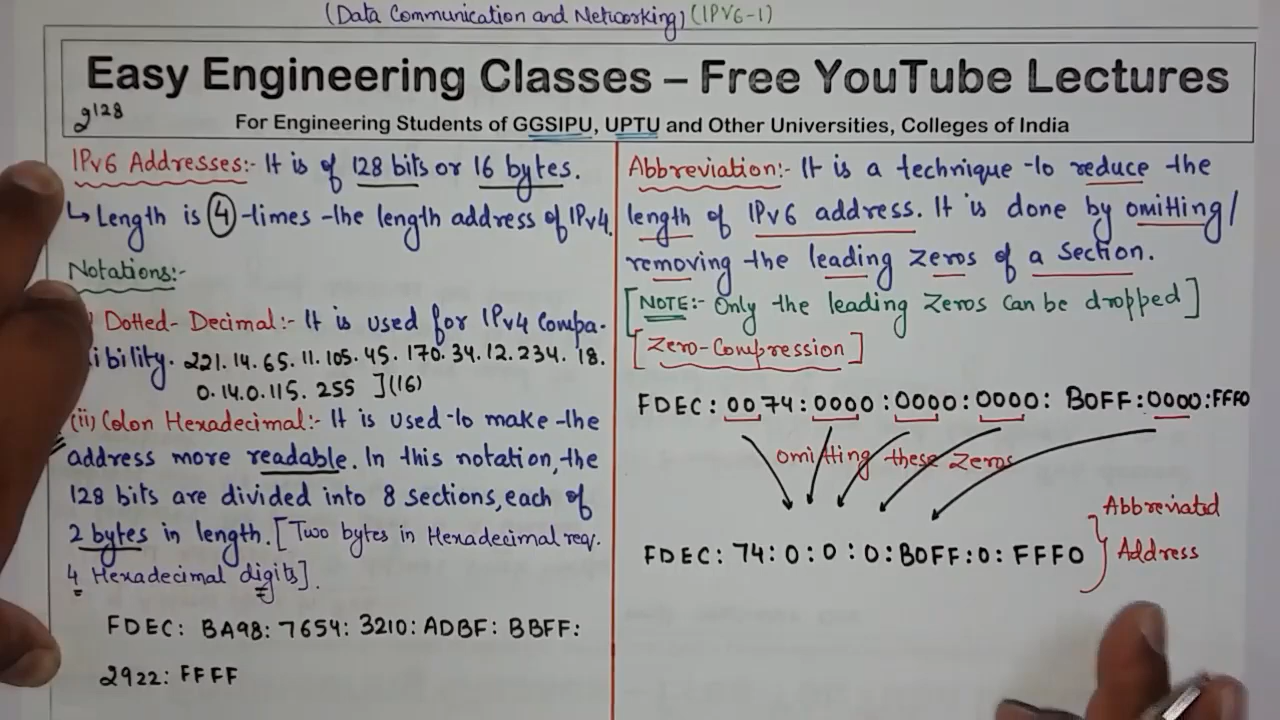 (Data Communication and Networking) (IPV6-1)
Easy Engineering Classes – Free YouTube Lectures
2^128
For Engineering Students of GGSIPU, UPTU and Other Universities, Colleges of India
IPv6 Addresses:- It is of 128 bits or 16 bytes.
↳ Length is 4 -times -the length address of IPv4.
Notations:-
) Dotted-Decimal:- It is used for IPv4 Compa-
ibility. 221.14.65.11.105.45.170.34.12.234.18.
0.14.0.115.255 ](16)
(ii) Colon Hexadecimal:- It is used -to make -the
address more readable. In this notation, the
128 bits are divided into 8 sections, each of
2 bytes in length. [Two bytes in Hexadecimal req.
4 Hexadecimal digits].
FDEC: BA98: 7654: 3210: ADBF: BBFF:
2922: FFFF
Abbreviation:- It is a technique -to reduce the
length of IPv6 address. It is done by omitting/
removing the leading zeros of a section.
[NOTE:- Only the leading Zeros can be dropped]
[Zero-Compression]
FDEC: 0074: 0000: 0000: 0000: B0FF: 0000: FFF0
omitting these zeros
Abbreviated
FDEC: 74: 0: 0: 0: B0FF: 0: FFF0
Address